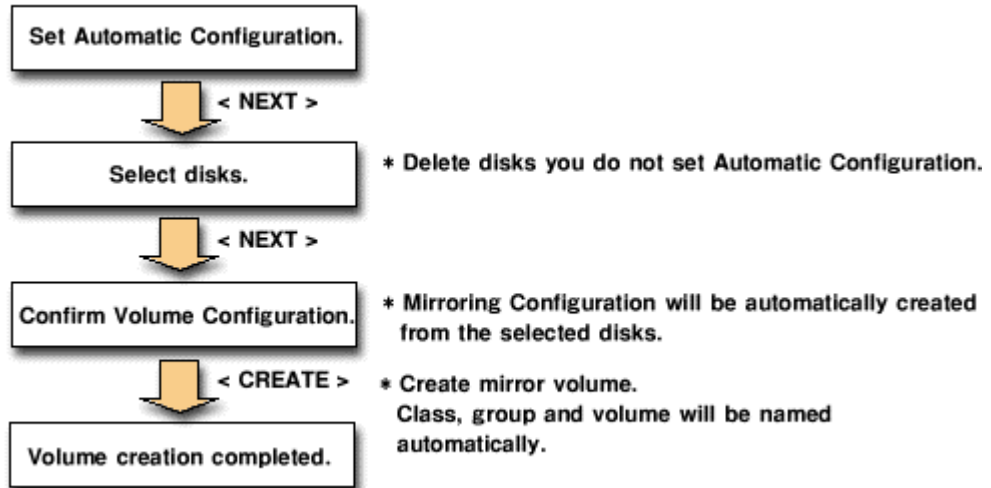 Set Automatic Configuration.
< NEXT >
Select disks.
* Delete disks you do not set Automatic Configuration.
< NEXT >
Confirm Volume Configuration.
* Mirroring Configuration will be automatically created
from the selected disks.
< CREATE >
* Create mirror volume.
Class, group and volume will be named
automatically.
Volume creation completed.